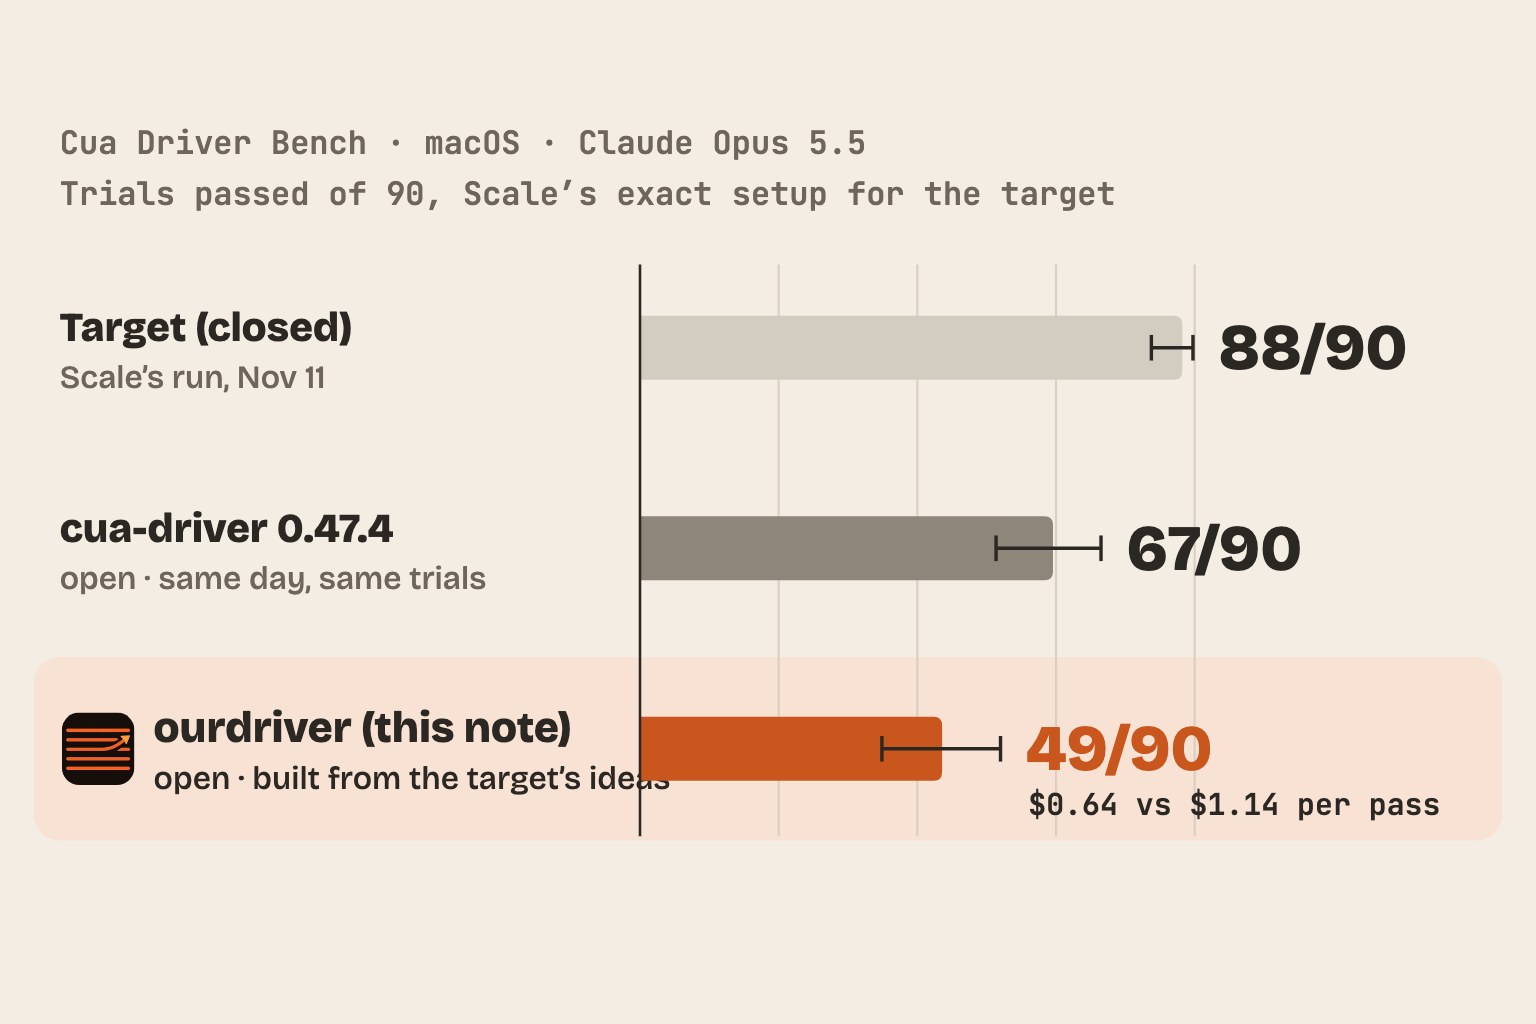 Cua Driver Bench · macOS · Claude Opus 5.5
Trials passed of 90, Scale’s exact setup for the target
Target (closed)
Scale’s run, Nov 11
88/90
cua-driver 0.47.4
open · same day, same trials
67/90
ourdriver (this note)
open · built from the target’s ideas
49/90
$0.64 vs $1.14 per pass